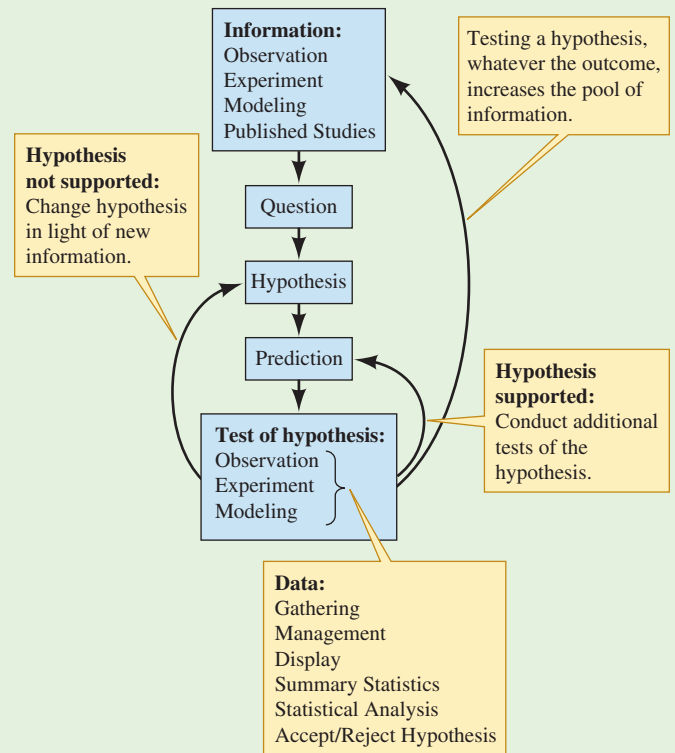 Information:
Observation
Experiment
Modeling
Published Studies
Testing a hypothesis,
whatever the outcome,
increases the pool of
information.
Hypothesis
not supported:
Change hypothesis
in light of new
information.
Question
Hypothesis
Prediction
Hypothesis
supported:
Conduct additional
tests of the
hypothesis.
Test of hypothesis:
Observation
Experiment
Modeling
Data:
Gathering
Management
Display
Summary Statistics
Statistical Analysis
Accept/Reject Hypothesis